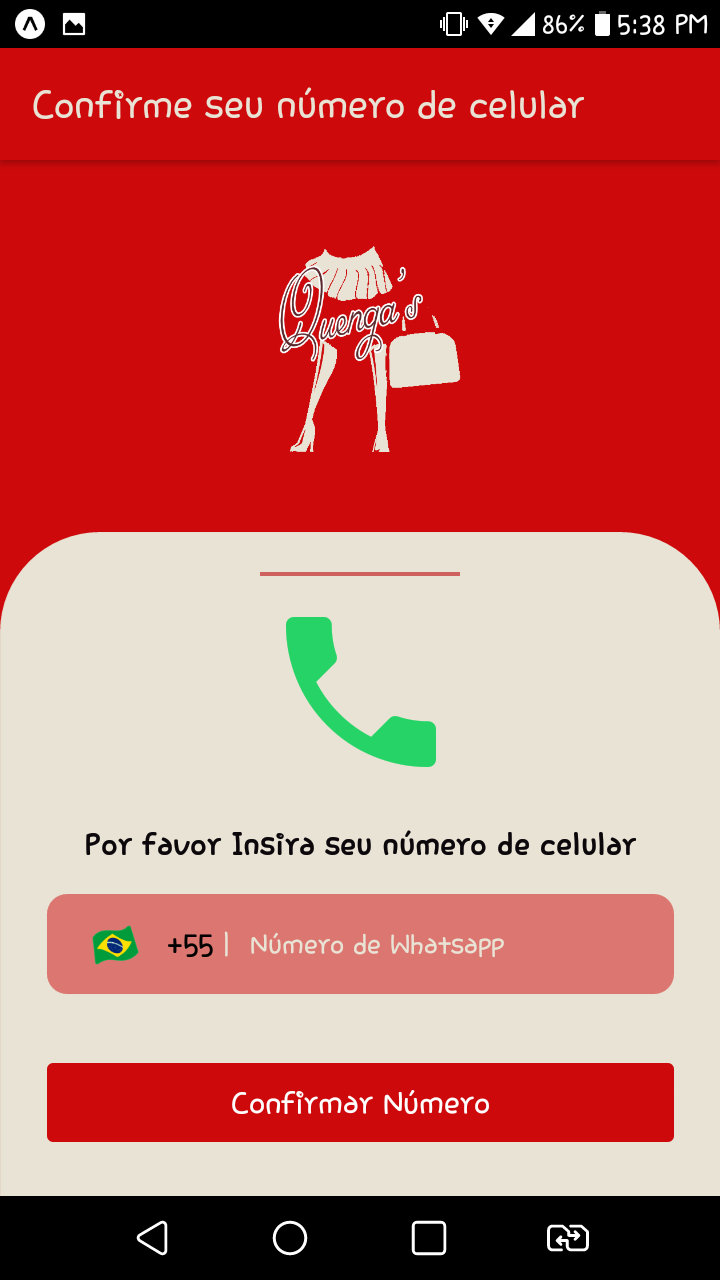 86% 5:38 PM
Confirme seu número de celular
Quenga's
Por favor Insira seu número de celular
+55 | Número de Whatsapp
Confirmar Número